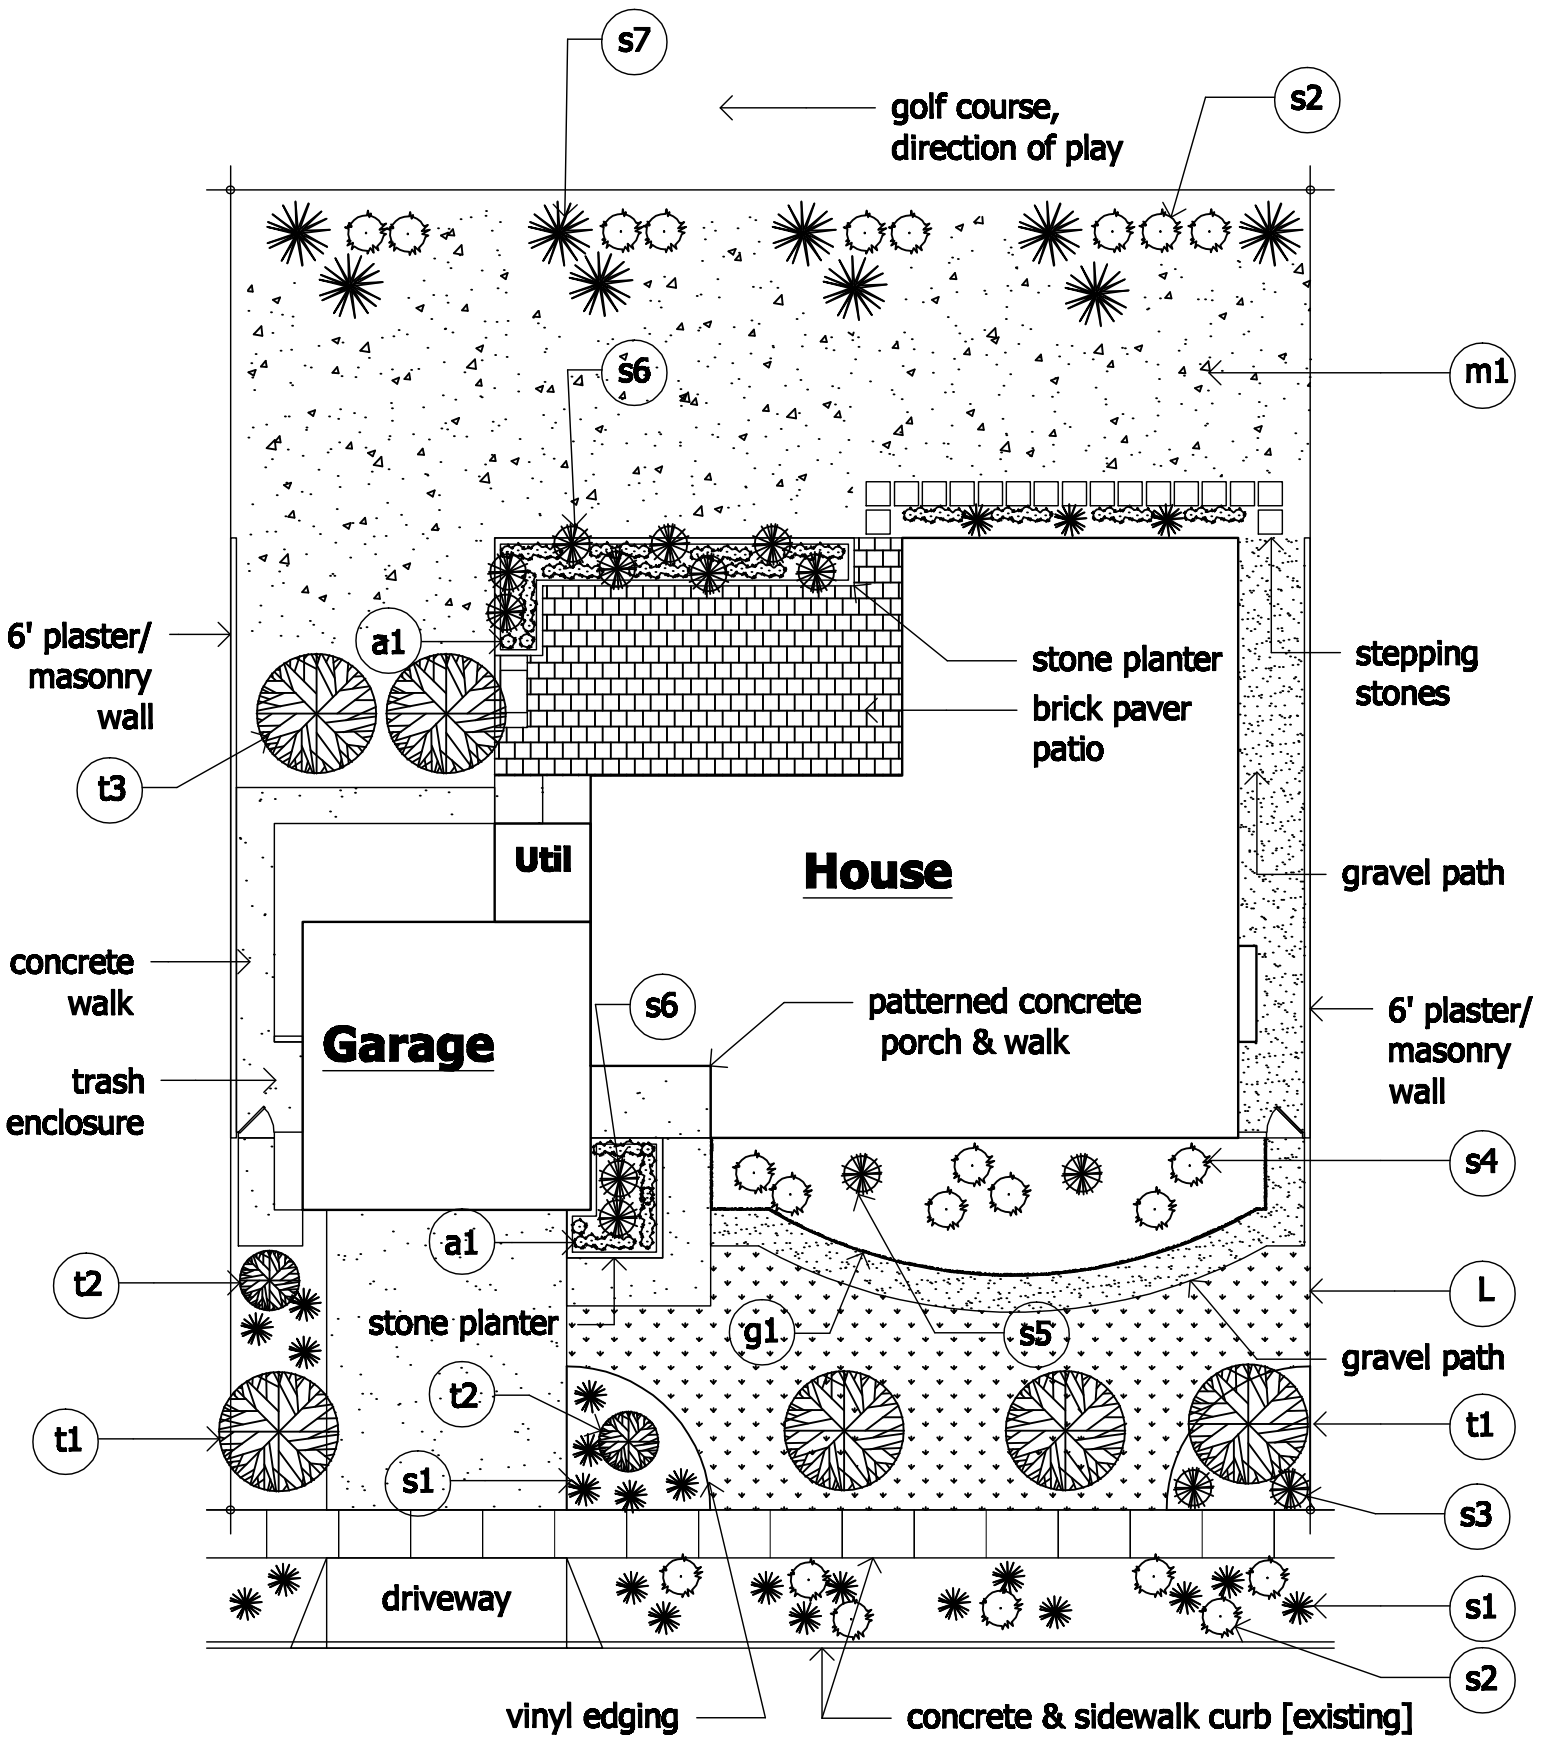 s7
s2
golf course,
direction of play
s6
m1
6' plaster/
masonry
wall
a1
stone planter
brick paver
patio
stepping
stones
t3
Util
House
gravel path
concrete
walk
s6
patterned concrete
porch & walk
6' plaster/
masonry
wall
Garage
trash
enclosure
s4
a1
t2
L
stone planter
g1
s5
gravel path
t2
t1
t1
s1
s3
driveway
s1
s2
vinyl edging
concrete & sidewalk curb [existing]